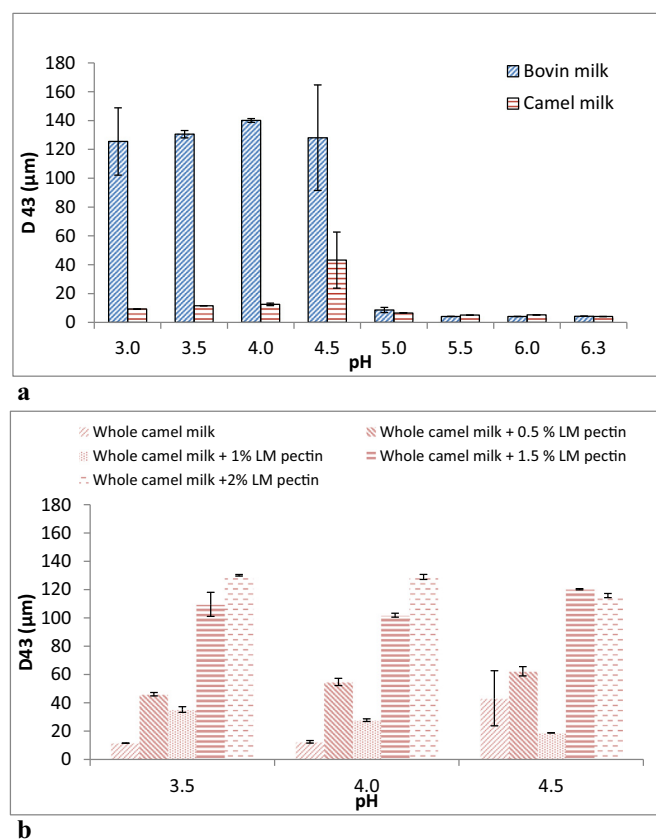 180
160
140
120
100
80
60
40
20
0
D 43 (µm)
Bovin milk
Camel milk
3.0 3.5 4.0 4.5 5.0 5.5 6.0 6.3
pH
a
Whole camel milk Whole camel milk + 0.5 % LM pectin
Whole camel milk + 1% LM pectin Whole camel milk + 1.5 % LM pectin
Whole camel milk +2% LM pectin
180
160
140
120
100
80
60
40
20
0
D43 (µm)
3.5 4.0 4.5
pH
b